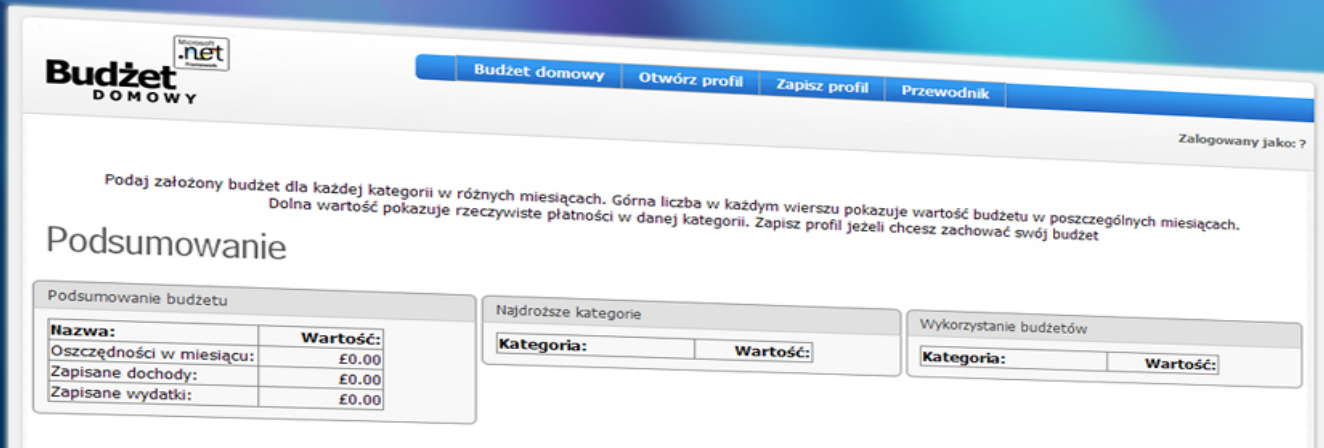 Microsoft
.net
Framework
Budżet
DOMOWY
Budżet domowy
Otwórz profil
Zapisz profil
Przewodnik
Zalogowany jako: ?
Podaj założony budżet dla każdej kategorii w różnych miesiącach. Górna liczba w każdym wierszu pokazuje wartość budżetu w poszczególnych miesiącach.
Dolna wartość pokazuje rzeczywiste płatności w danej kategorii. Zapisz profil jeżeli chcesz zachować swój budżet
Podsumowanie
Podsumowanie budżetu
Nazwa: Wartość:
Oszczędności w miesiącu: £0.00
Zapisane dochody: £0.00
Zapisane wydatki: £0.00
Najdroższe kategorie
Kategoria: Wartość:
Wykorzystanie budżetów
Kategoria: Wartość: